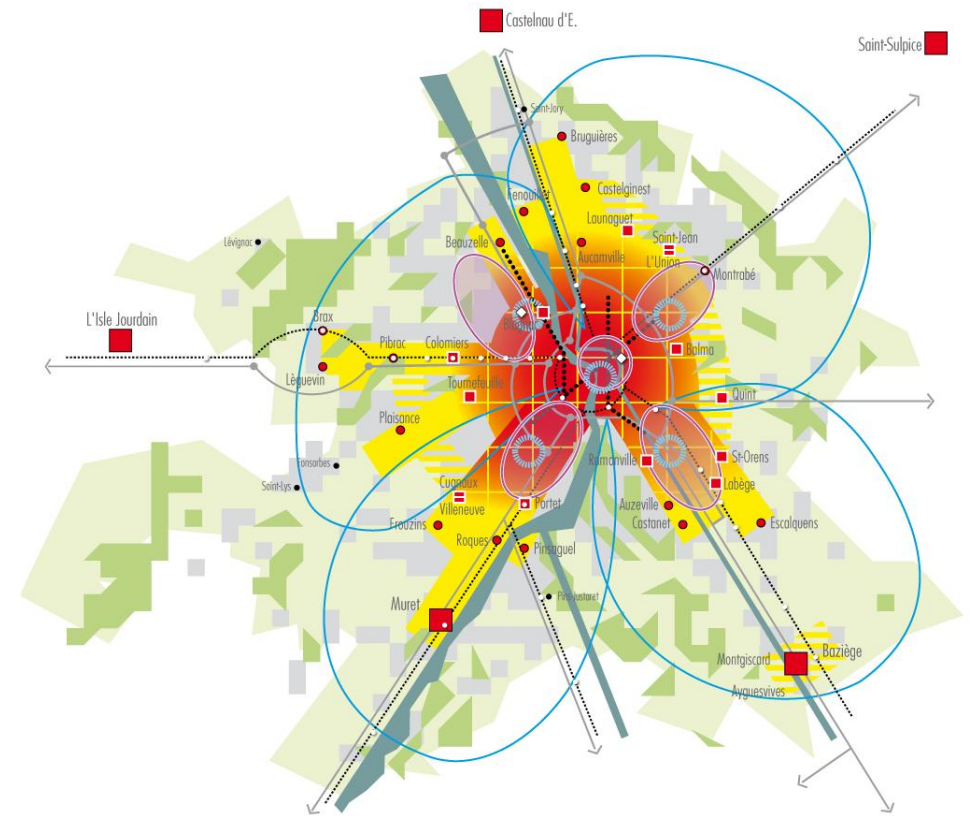 Castelnau d'E.
Saint-Sulpice
Saint-Jory
Bruguières
Castelginest
Fenouillet
Launaguet
Lévignac
Beauzelle
Saint-Jean
Aucamville
L'Union
Montrabé
L'Isle Jourdain
Brax
Pibrac
Colomiers
Balma
Léguevin
Tournefeuille
Quint
Plaisance
Fonsorbes
Ramonville
St-Orens
Saint-Lys
Cugnaux
Labège
Villeneuve
Portet
Auzeville
Frouzins
Castanet
Escalquens
Roques
Pinsaguel
Pins-Justaret
Muret
Montgiscard
Baziège
Ayguesvives